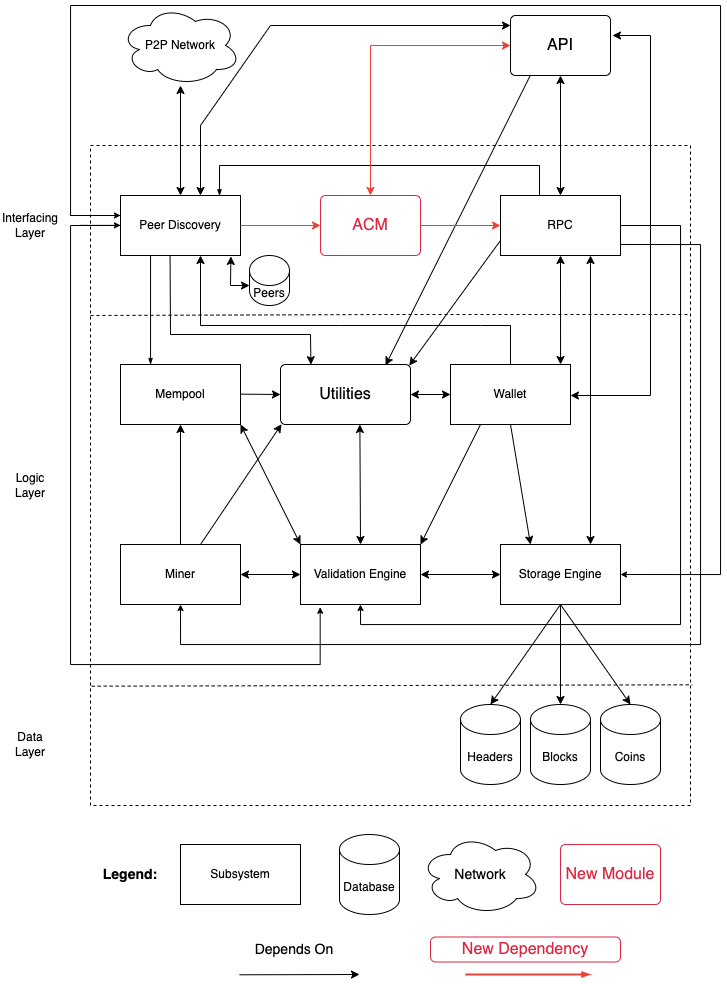 P2P Network
API
Interfacing
Layer
Peer Discovery
ACM
RPC
Peers
Mempool
Utilities
Wallet
Logic
Layer
Miner
Validation Engine
Storage Engine
Data
Layer
Headers
Blocks
Coins
Legend:
Subsystem
Database
Network
New Module
Depends On
New Dependency